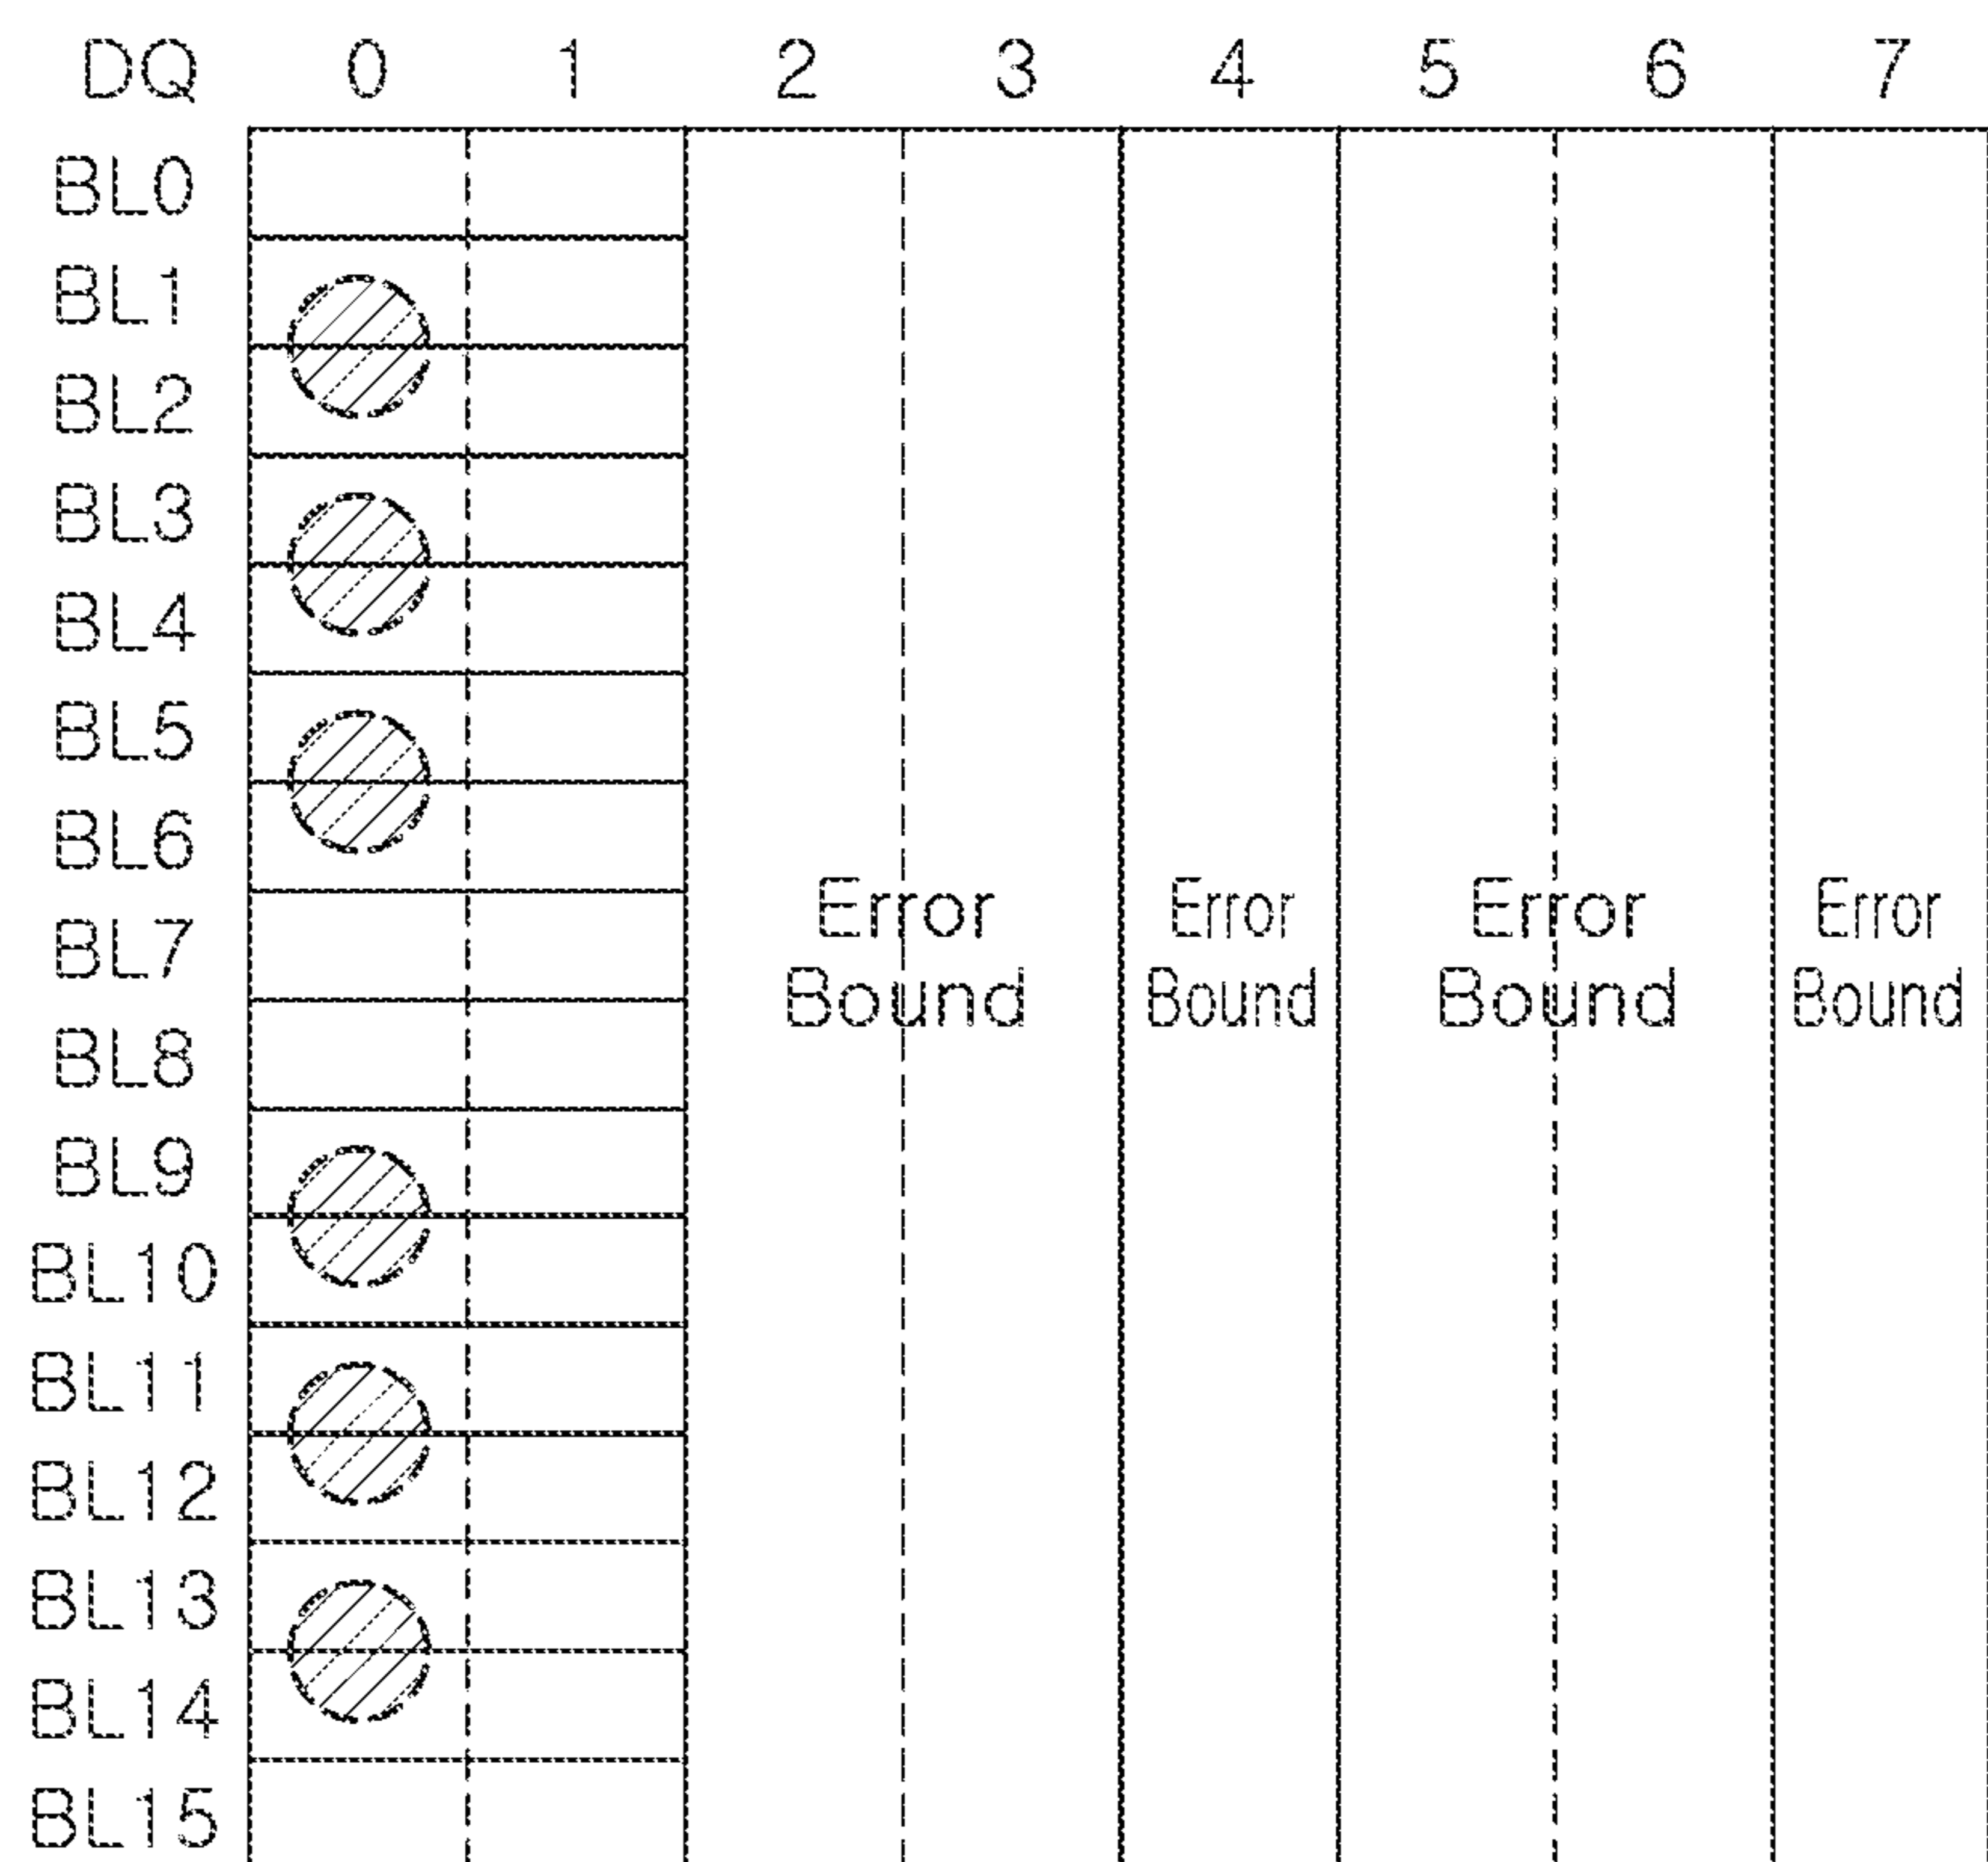 DQ 0 1 2 3 4 5 6 7
BL0
BL1
BL2
BL3
BL4
BL5
BL6
Error Error Error Error
BL7
Bound Bound Bound Bound
BL8
BL9
BL10
BL11
BL12
BL13
BL14
BL15